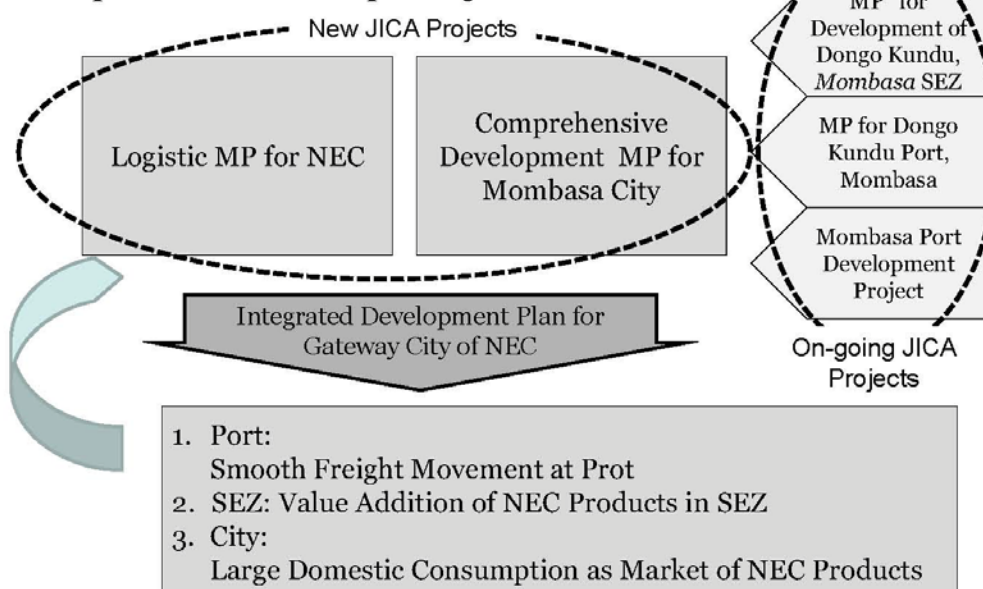 New JICA Projects
Logistic MP for NEC
Comprehensive
Development MP for
Mombasa City
MP for
Development of
Dongo Kundu,
Mombasa SEZ
MP for Dongo
Kundu Port,
Mombasa
Mombasa Port
Development
Project
On-going JICA
Projects
Integrated Development Plan for
Gateway City of NEC
1. Port:
Smooth Freight Movement at Prot
2. SEZ: Value Addition of NEC Products in SEZ
3. City:
Large Domestic Consumption as Market of NEC Products